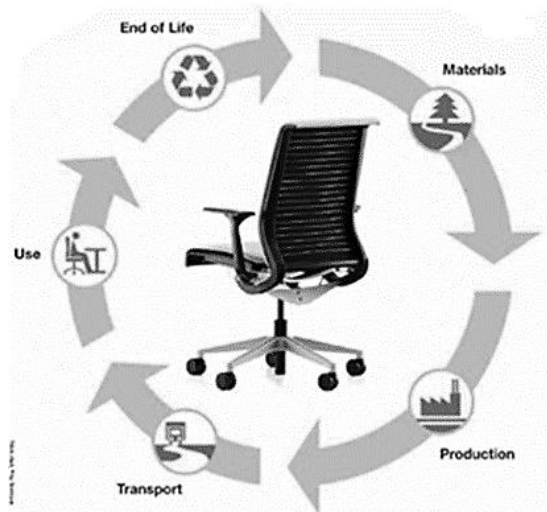 End of Life
Materials
Use
Production
Transport